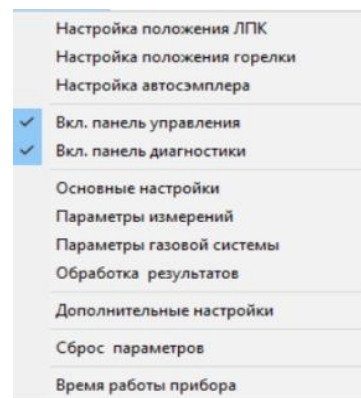 Настройка положения ЛПК
Настройка положения горелки
Настройка автосэмплера
Вкл. панель управления
Вкл. панель диагностики
Основные настройки
Параметры измерений
Параметры газовой системы
Обработка  результатов
Дополнительные настройки
Сброс  параметров
Время работы прибора